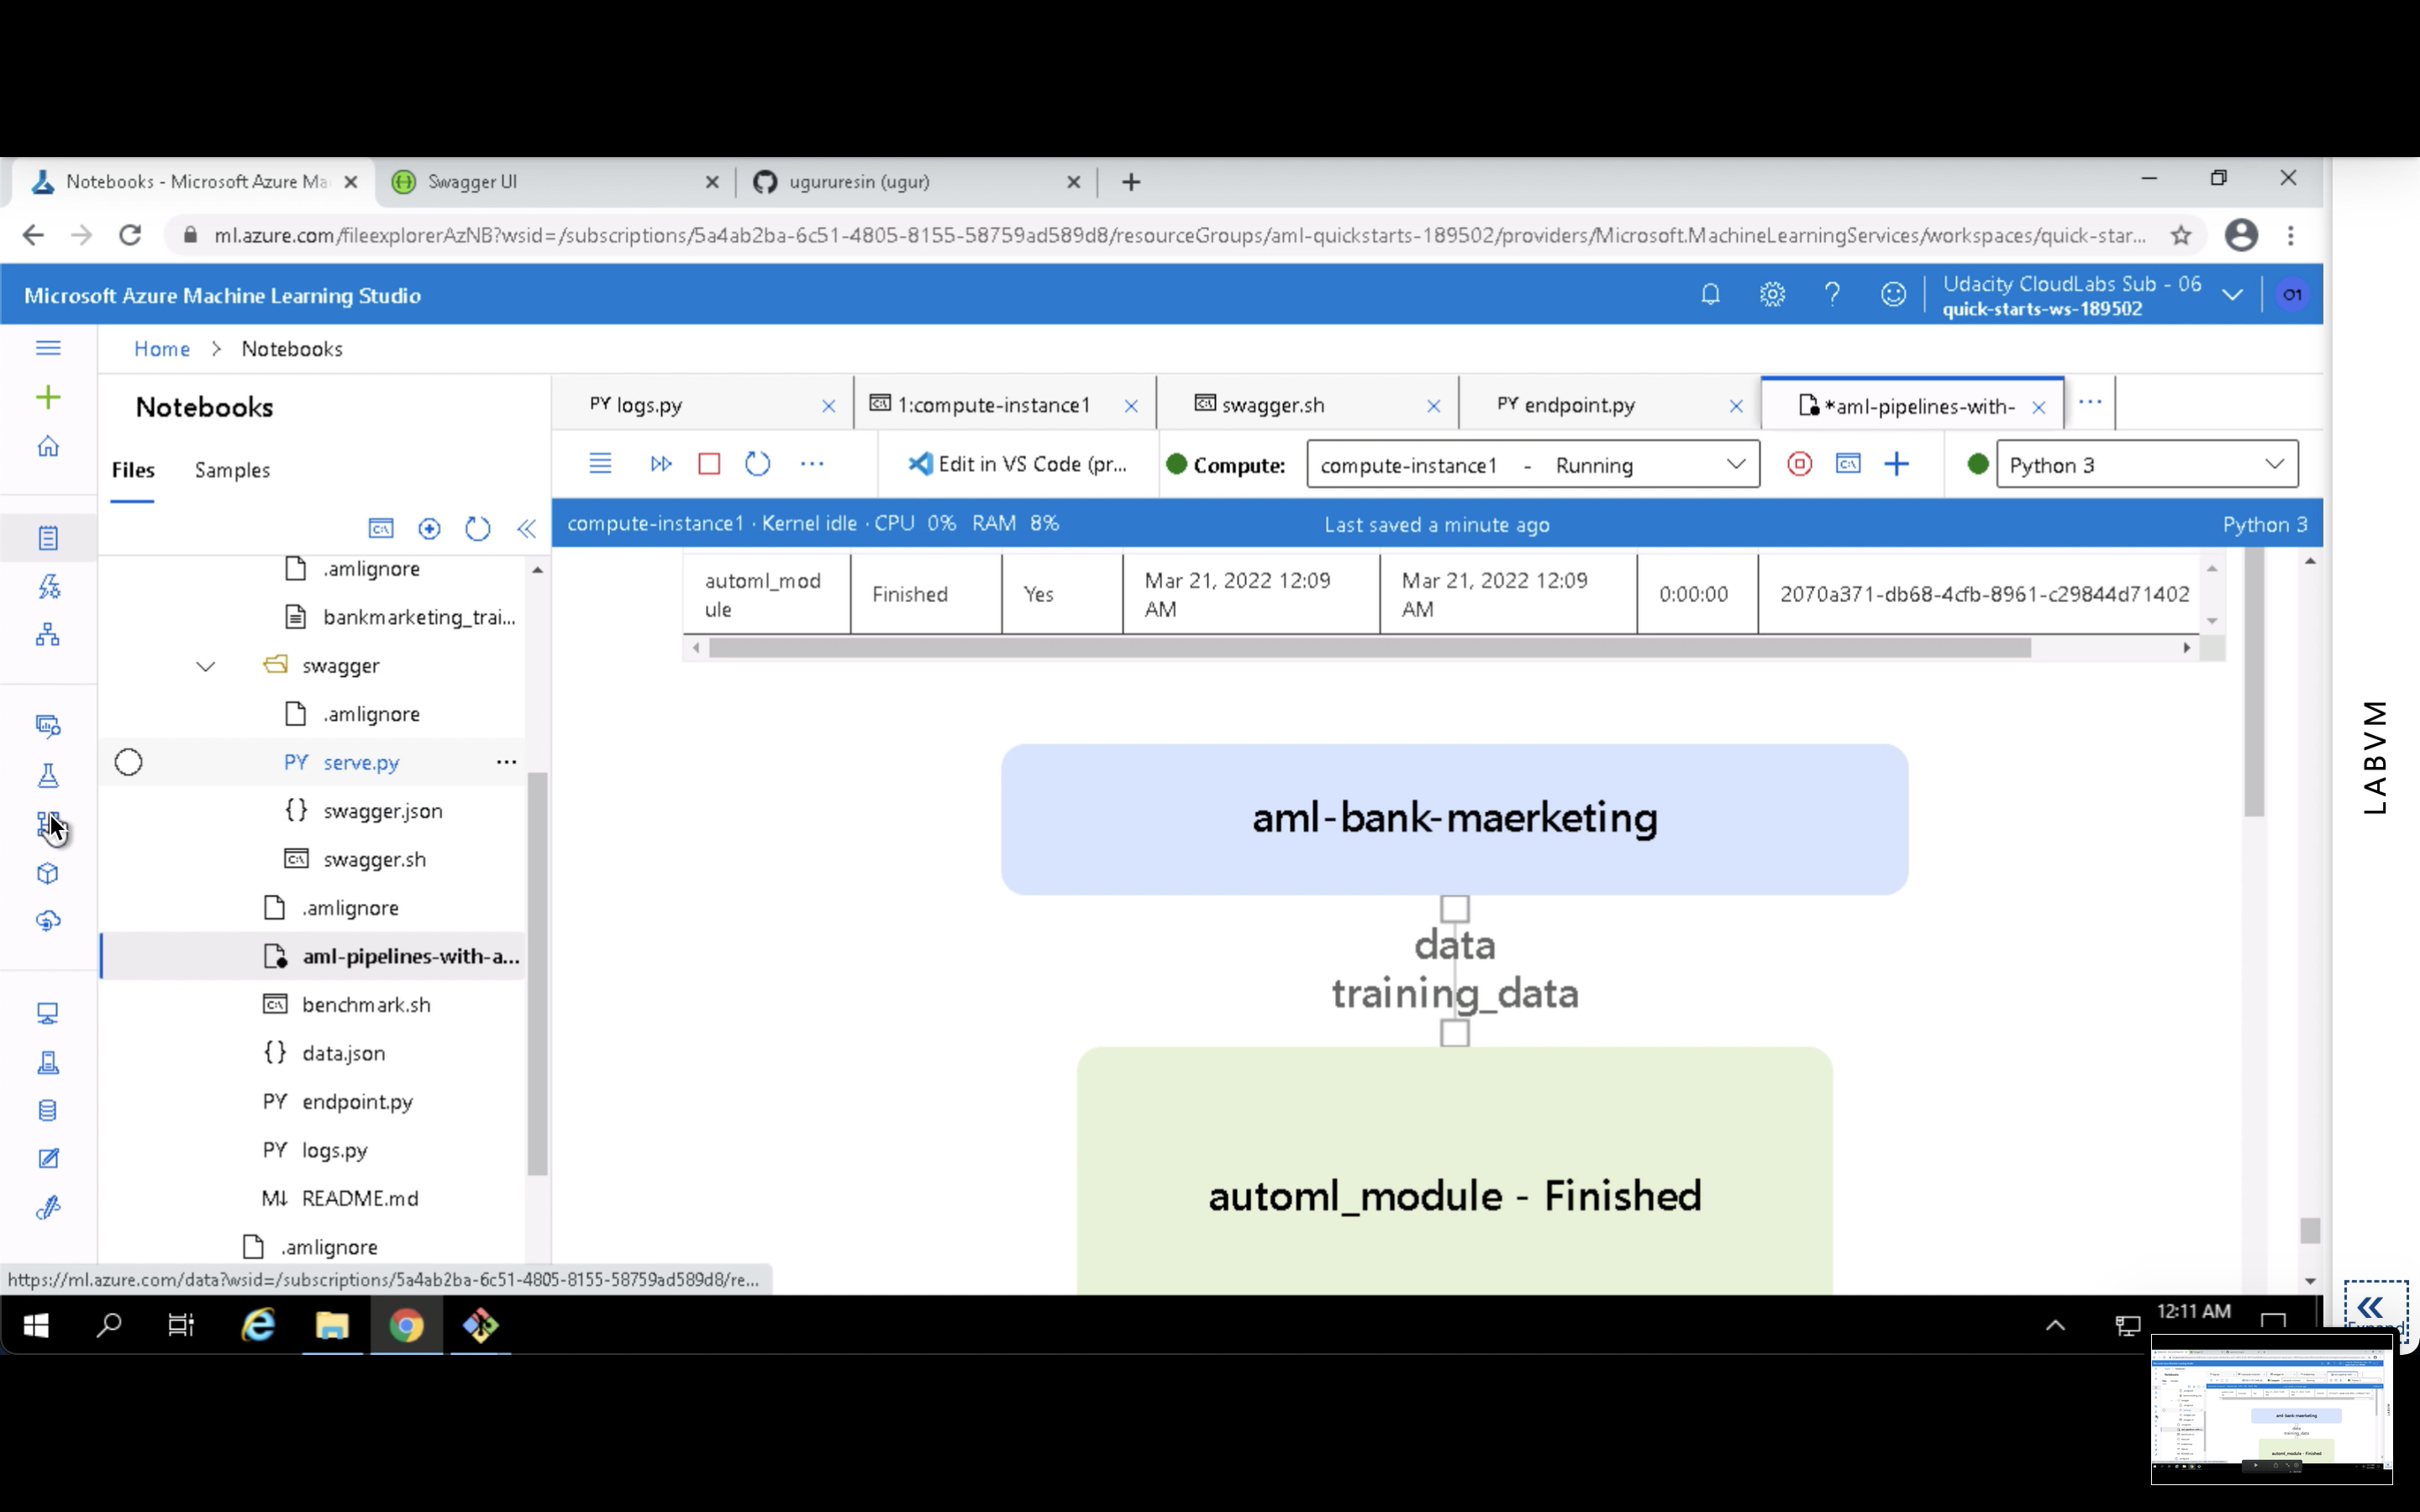 Notebooks - Microsoft Azure Ma
Swagger UI
ugururesin (ugur)
ml.azure.com/fileexplorerAzNB?wsid=/subscriptions/5a4ab2ba-6c51-4805-8155-58759ad589d8/resourceGroups/aml-quickstarts-189502/providers/Microsoft.MachineLearningServices/workspaces/quick-star...
Microsoft Azure Machine Learning Studio
Udacity CloudLabs Sub - 06
quick-starts-ws-189502
O1
Home > Notebooks
Notebooks
Files
Samples
.amlignore
bankmarketing_trai...
swagger
.amlignore
PY serve.py ...
{} swagger.json
swagger.sh
.amlignore
aml-pipelines-with-a...
benchmark.sh
{} data.json
PY endpoint.py
PY logs.py
M↓ README.md
.amlignore
PY logs.py
1:compute-instance1
swagger.sh
PY endpoint.py
*aml-pipelines-with-
...
Edit in VS Code (pr...
Compute:
compute-instance1 - Running
Python 3
compute-instance1 · Kernel idle · CPU 0% RAM 8%
Last saved a minute ago
Python 3
automl_mod
ule
Finished
Yes
Mar 21, 2022 12:09
AM
Mar 21, 2022 12:09
AM
0:00:00
2070a371-db68-4cfb-8961-c29844d71402
aml-bank-maerketing
data
training_data
automl_module - Finished
LABVM
https://ml.azure.com/data?wsid=/subscriptions/5a4ab2ba-6c51-4805-8155-58759ad589d8/re...
12:11 AM